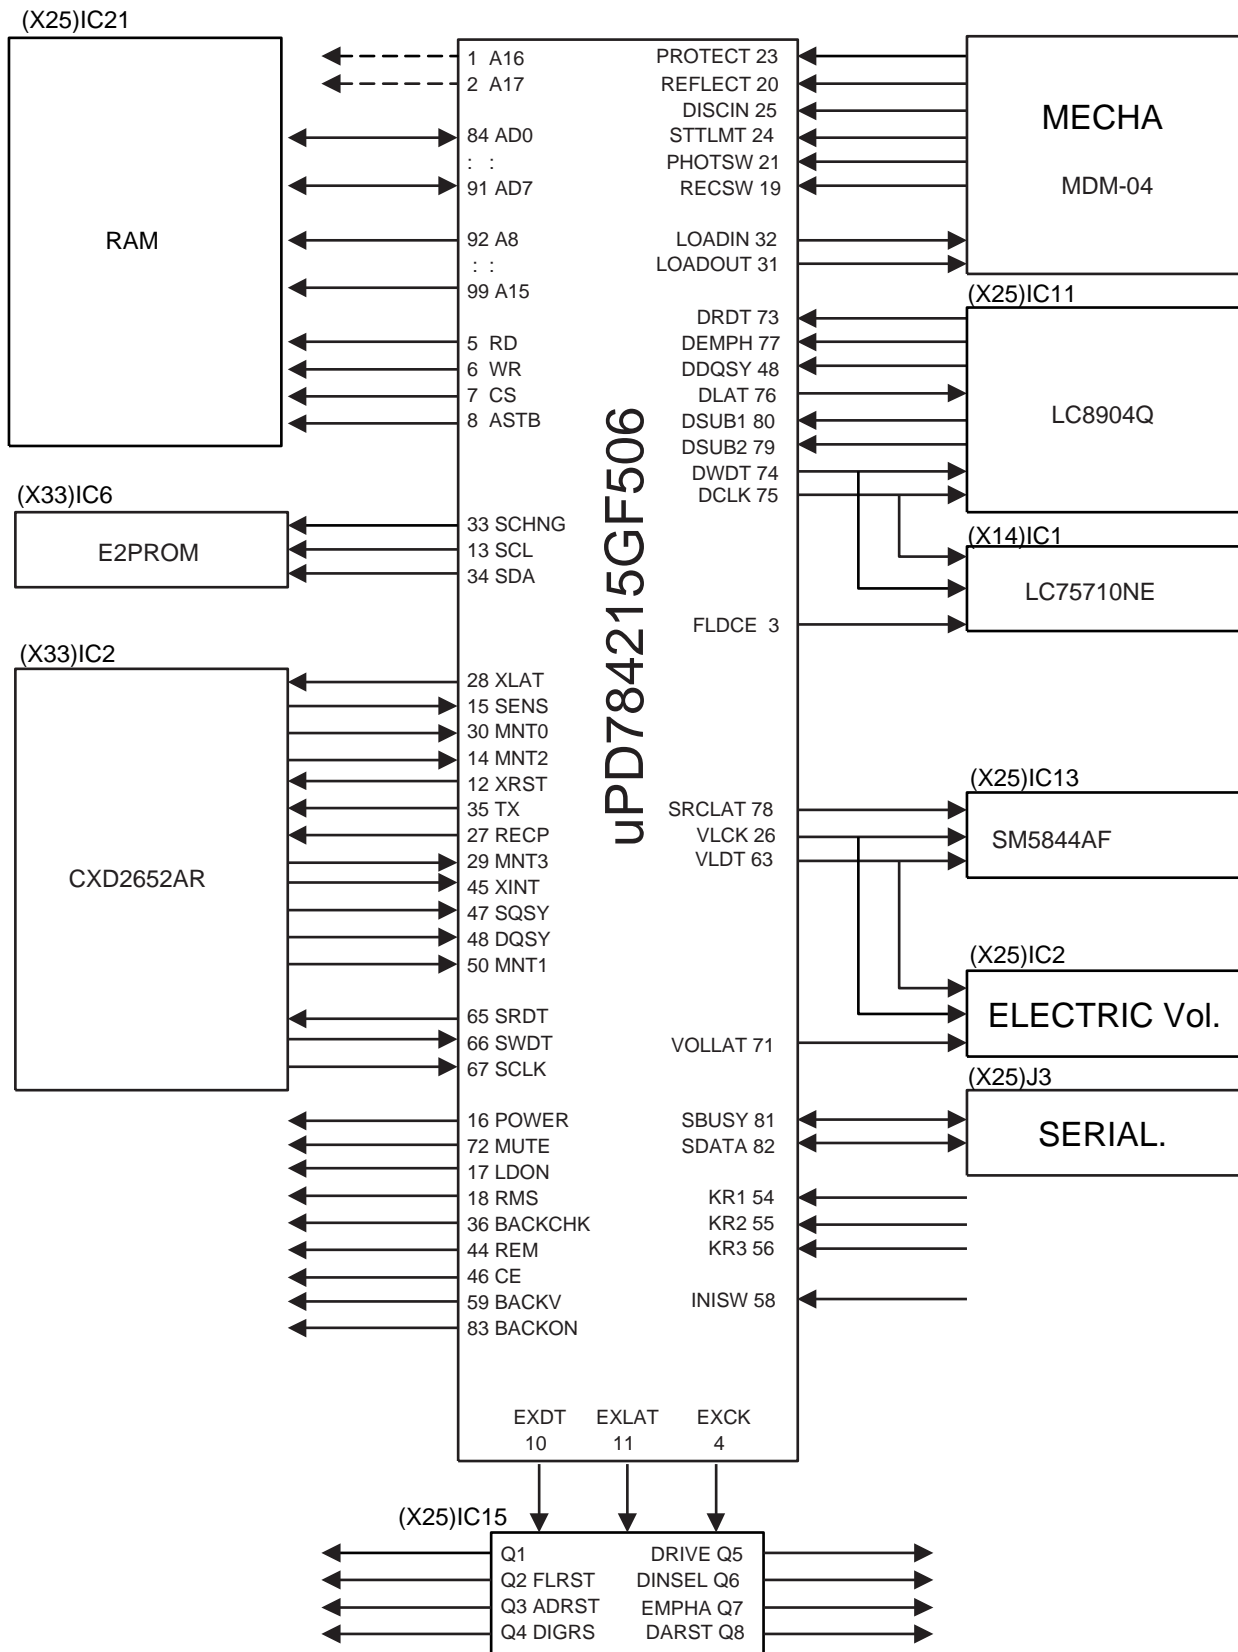 (X25)IC21
RAM
1 A16
2 A17
84 AD0
: :
91 AD7
92 A8
: :
99 A15
5 RD
6 WR
7 CS
8 ASTB
(X33)IC6
E2PROM
33 SCHNG
13 SCL
34 SDA
(X33)IC2
CXD2652AR
28 XLAT
15 SENS
30 MNT0
14 MNT2
12 XRST
35 TX
27 RECP
29 MNT3
45 XINT
47 SQSY
48 DQSY
50 MNT1
65 SRDT
66 SWDT
67 SCLK
16 POWER
72 MUTE
17 LDON
18 RMS
36 BACKCHK
44 REM
46 CE
59 BACKV
83 BACKON
uPD784215GF506
PROTECT 23
REFLECT 20
DISCIN 25
STTLMT 24
PHOTSW 21
RECSW 19
LOADIN 32
LOADOUT 31
MECHA
MDM-04
(X25)IC11
DRDT 73
DEMPH 77
DDQSY 48
DLAT 76
DSUB1 80
DSUB2 79
DWDT 74
DCLK 75
LC8904Q
(X14)IC1
LC75710NE
FLDCE 3
(X25)IC13
SRCLAT 78
VLCK 26
VLDT 63
SM5844AF
(X25)IC2
ELECTRIC Vol.
VOLLAT 71
(X25)J3
SBUSY 81
SDATA 82
SERIAL.
KR1 54
KR2 55
KR3 56
INISW 58
EXDT EXLAT EXCK
10 11 4
(X25)IC15
Q1 DRIVE Q5
Q2 FLRST DINSEL Q6
Q3 ADRST EMPHA Q7
Q4 DIGRS DARST Q8